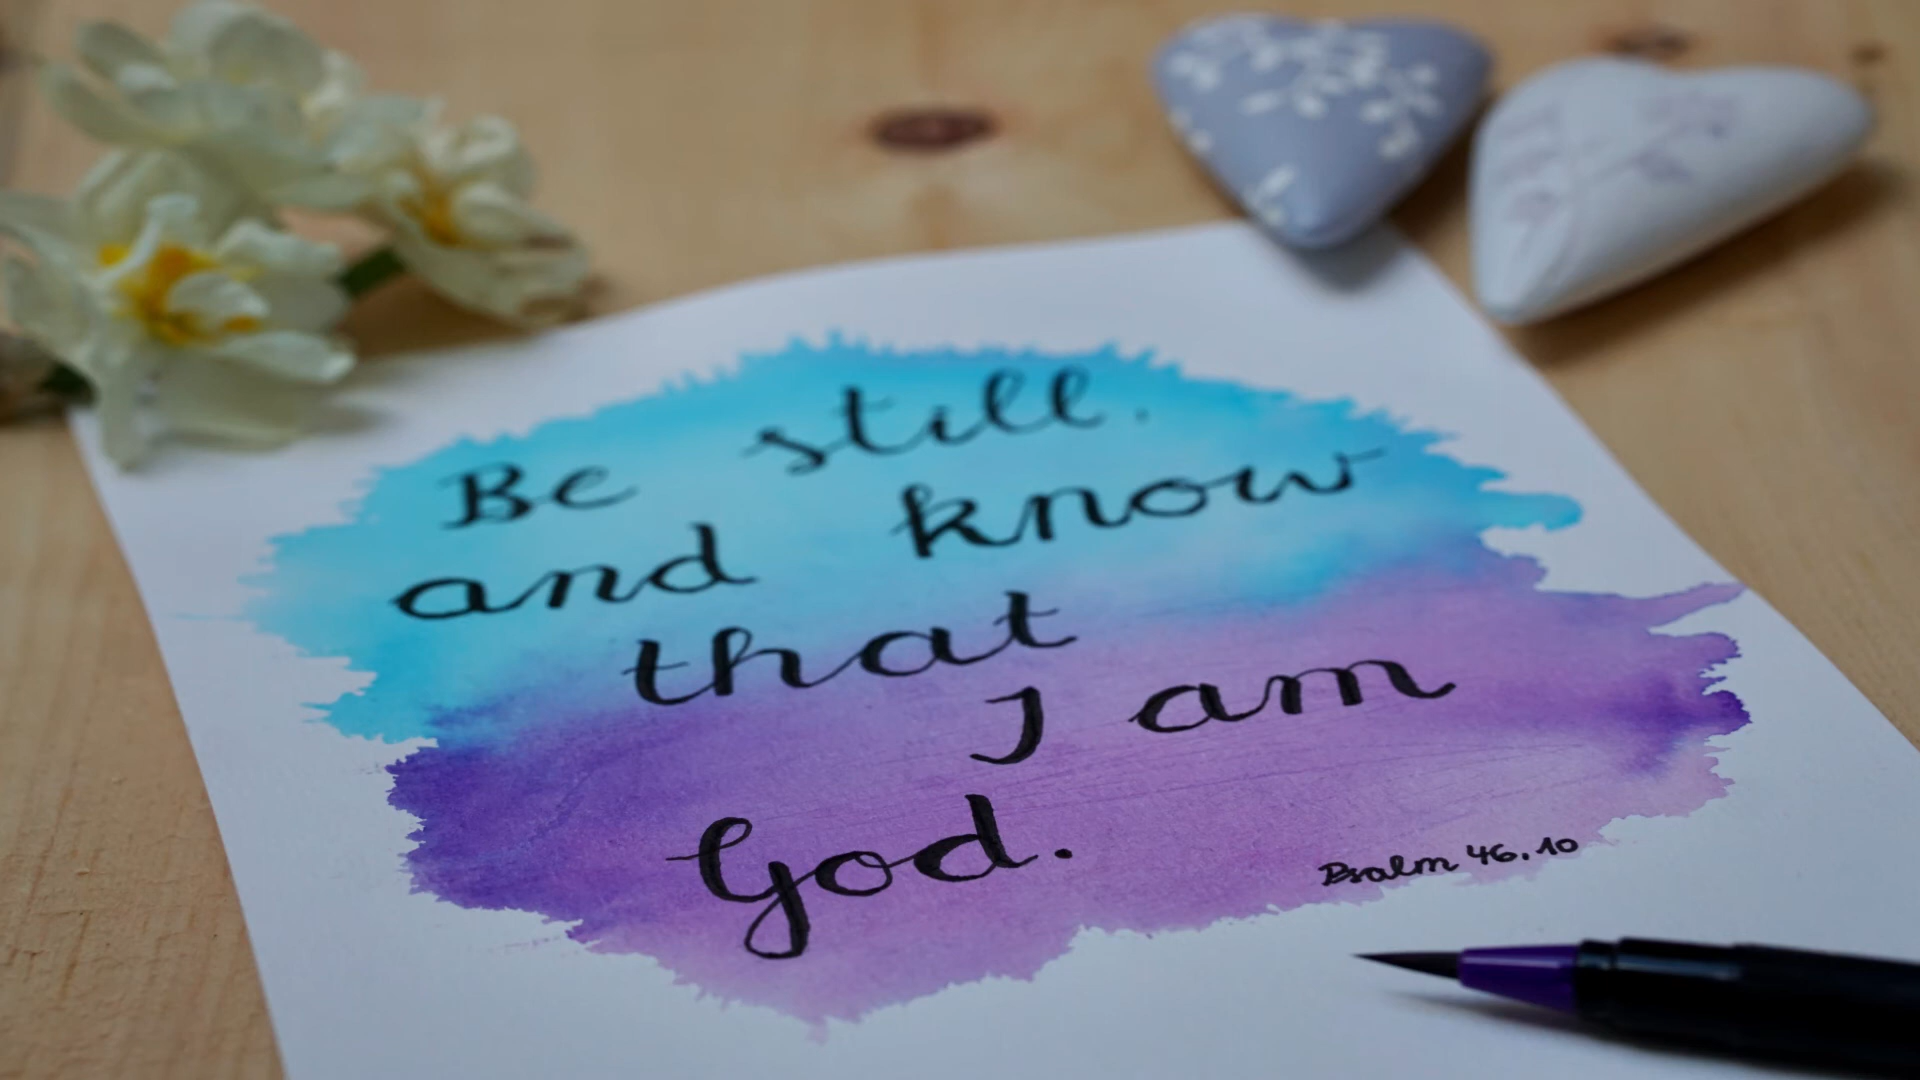 Be still.
and know
that
I am
God.
Psalm 46.10